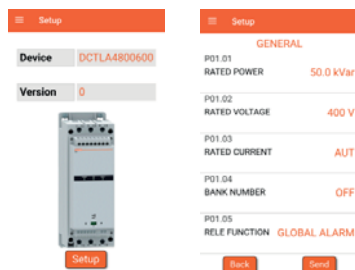 Setup
Device DCTLA4800600
Version 0
Setup
Setup
GENERAL
P01.01
RATED POWER 50.0 kVar
P01.02
RATED VOLTAGE 400 V
P01.03
RATED CURRENT AUT
P01.04
BANK NUMBER OFF
P01.05
RELE FUNCTION GLOBAL ALARM
Back Send